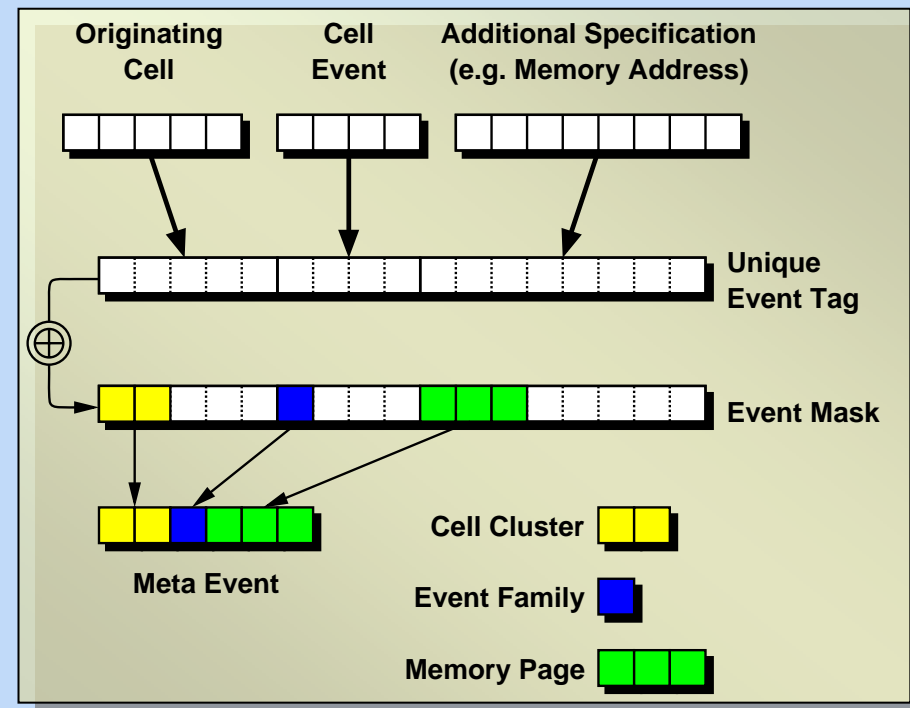 Originating
Cell
Cell
Event
Additional Specification
(e.g. Memory Address)
Unique
Event Tag
Event Mask
Meta Event
Cell Cluster
Event Family
Memory Page